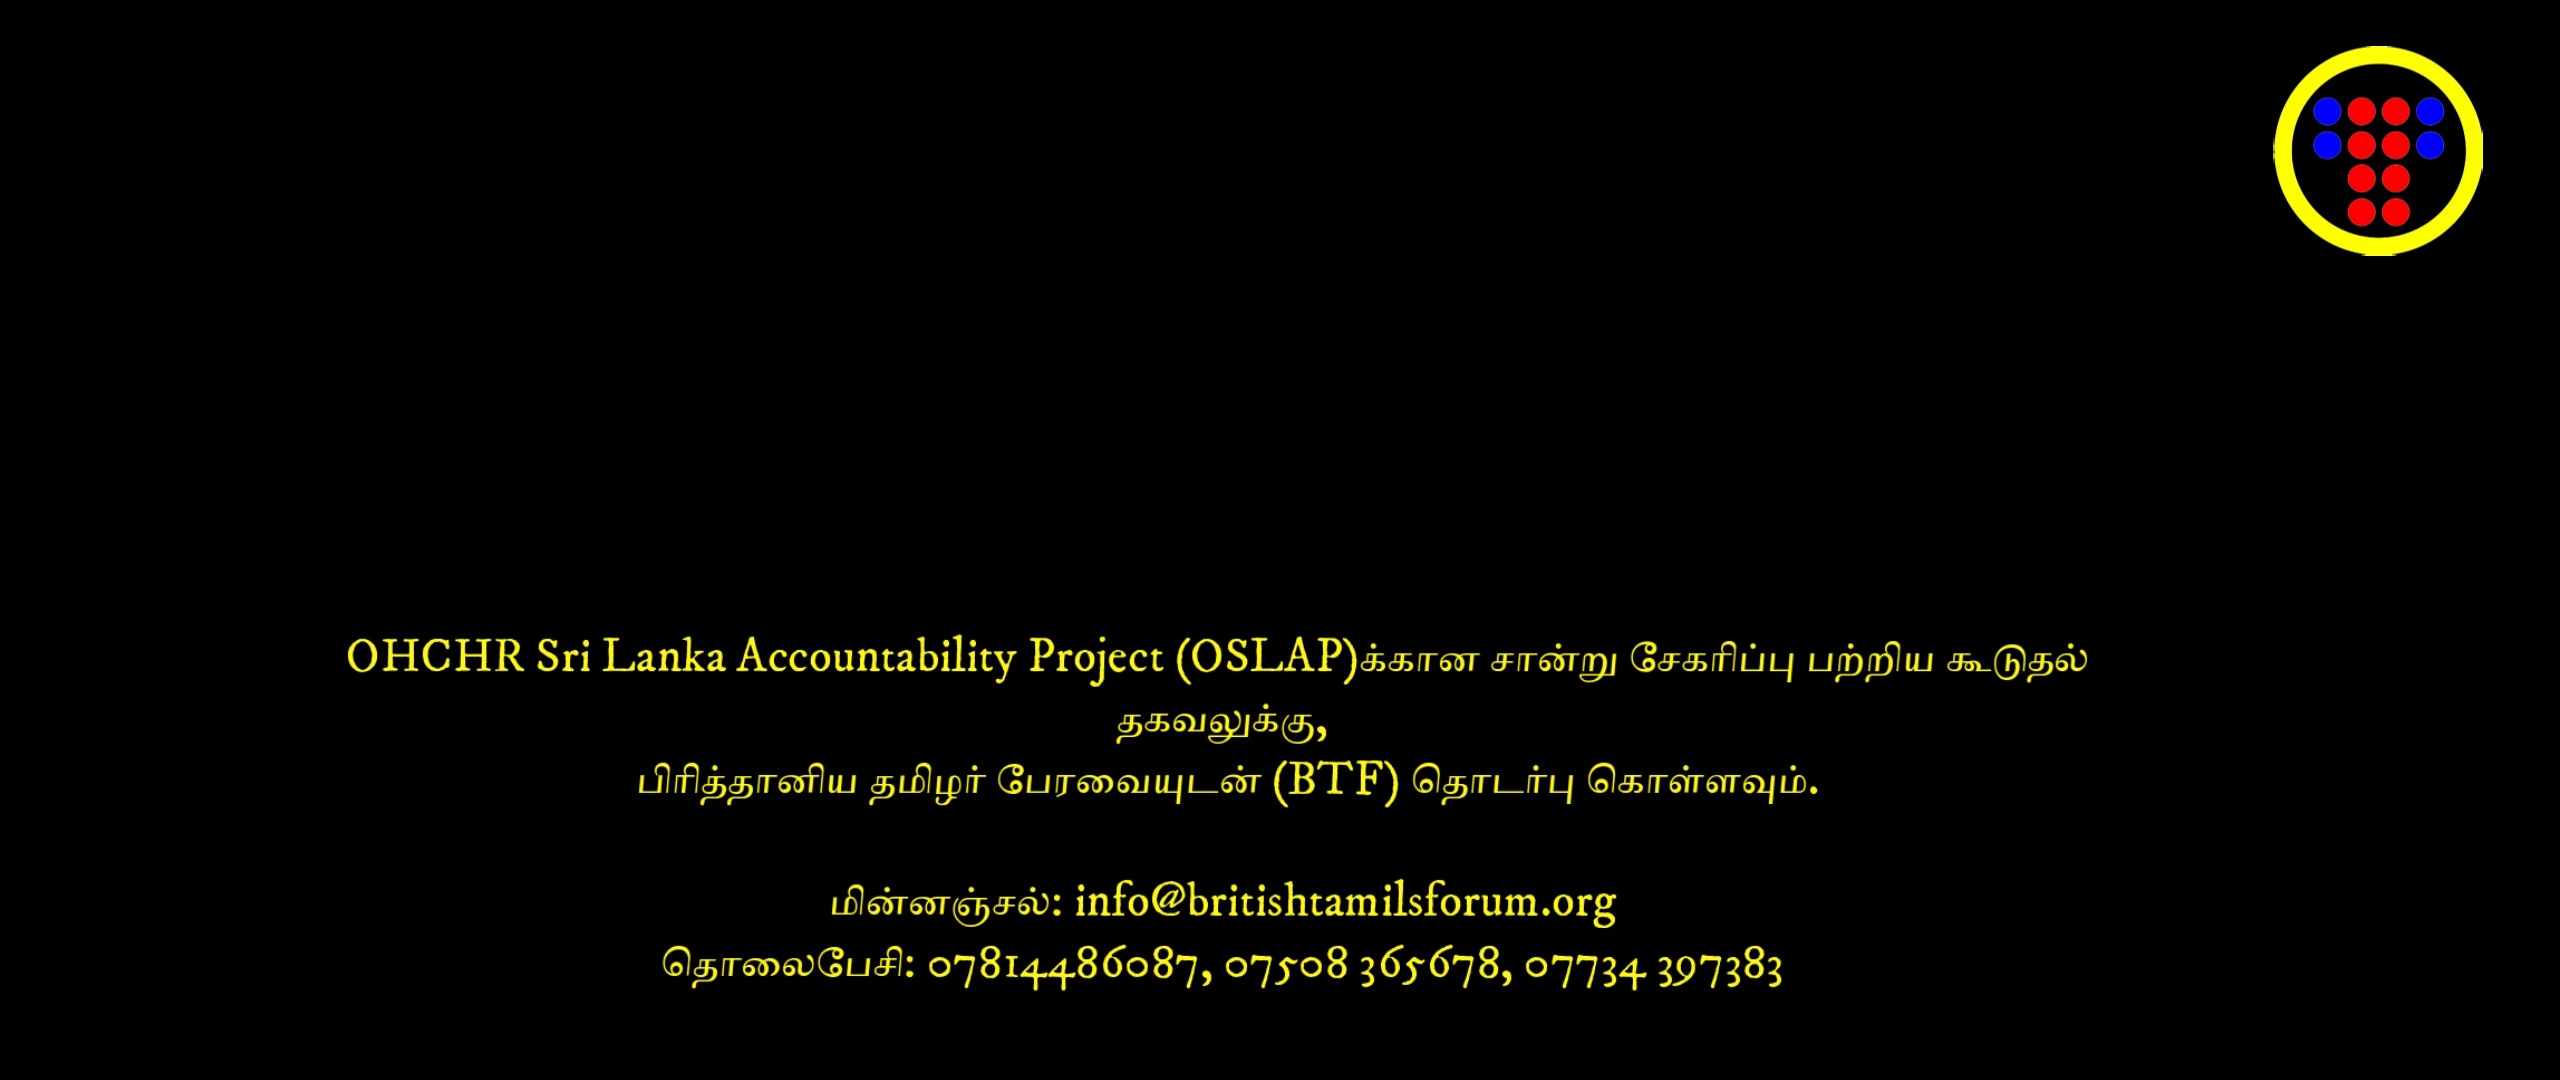 OHCHR Sri Lanka Accountability Project (OSLAP)க்கான சான்று சேகரிப்பு பற்றிய கூடுதல்
தகவலுக்கு,
பிரித்தானிய தமிழர் பேரவையுடன் (BTF) தொடர்பு கொள்ளவும்.
மின்னஞ்சல்: info@britishtamilsforum.org
தொலைபேசி: 07814486087, 07508 365678, 07734 397383